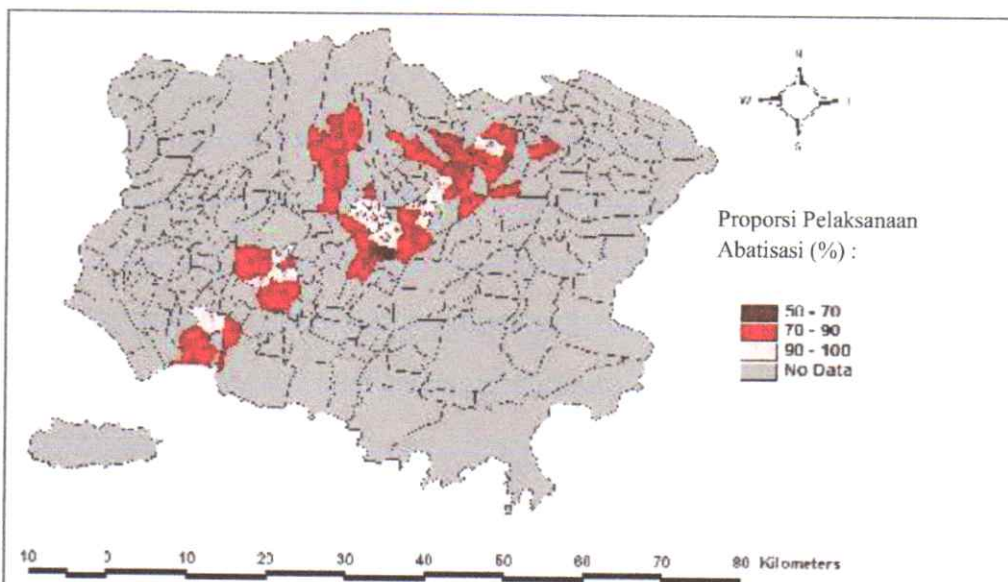 N
W
S
Proporsi Pelaksanaan
Abatisasi (%) :
50 - 70
70 - 90
90 - 100
No Data
10 0 10 20 30 40 50 60 70 80 Kilometers